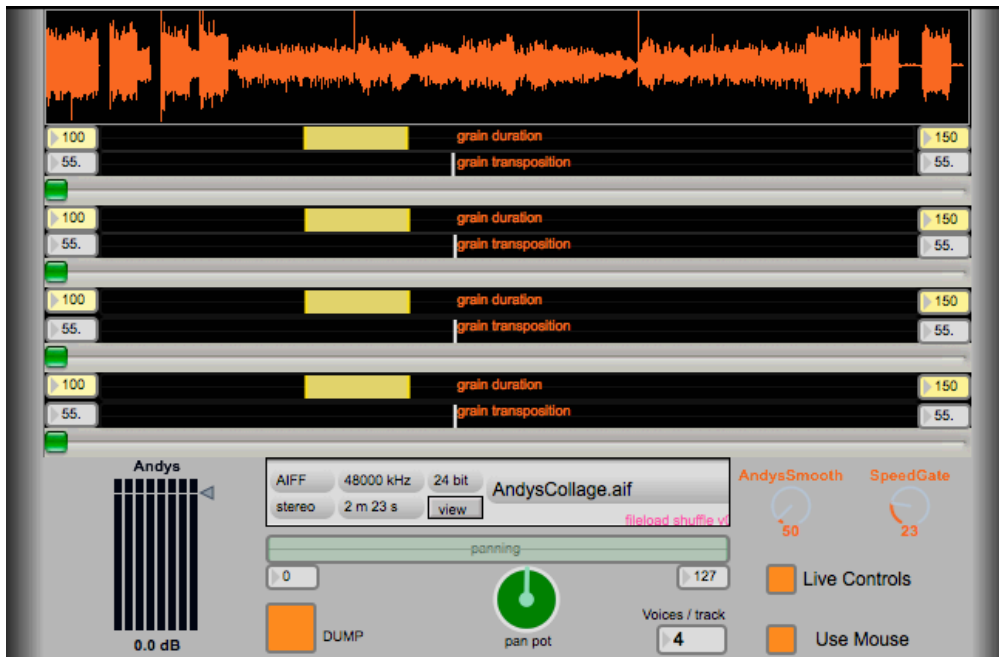 100 grain duration 150
55. grain transposition 55.
100 grain duration 150
55. grain transposition 55.
100 grain duration 150
55. grain transposition 55.
100 grain duration 150
55. grain transposition 55.
Andys
0.0 dB
AIFF 48000 kHz 24 bit AndysCollage.aif
stereo 2 m 23 s view
fileload shuffle
panning
0 127
DUMP
pan pot
Voices / track
4
AndysSmooth SpeedGate
50 23
Live Controls
Use Mouse